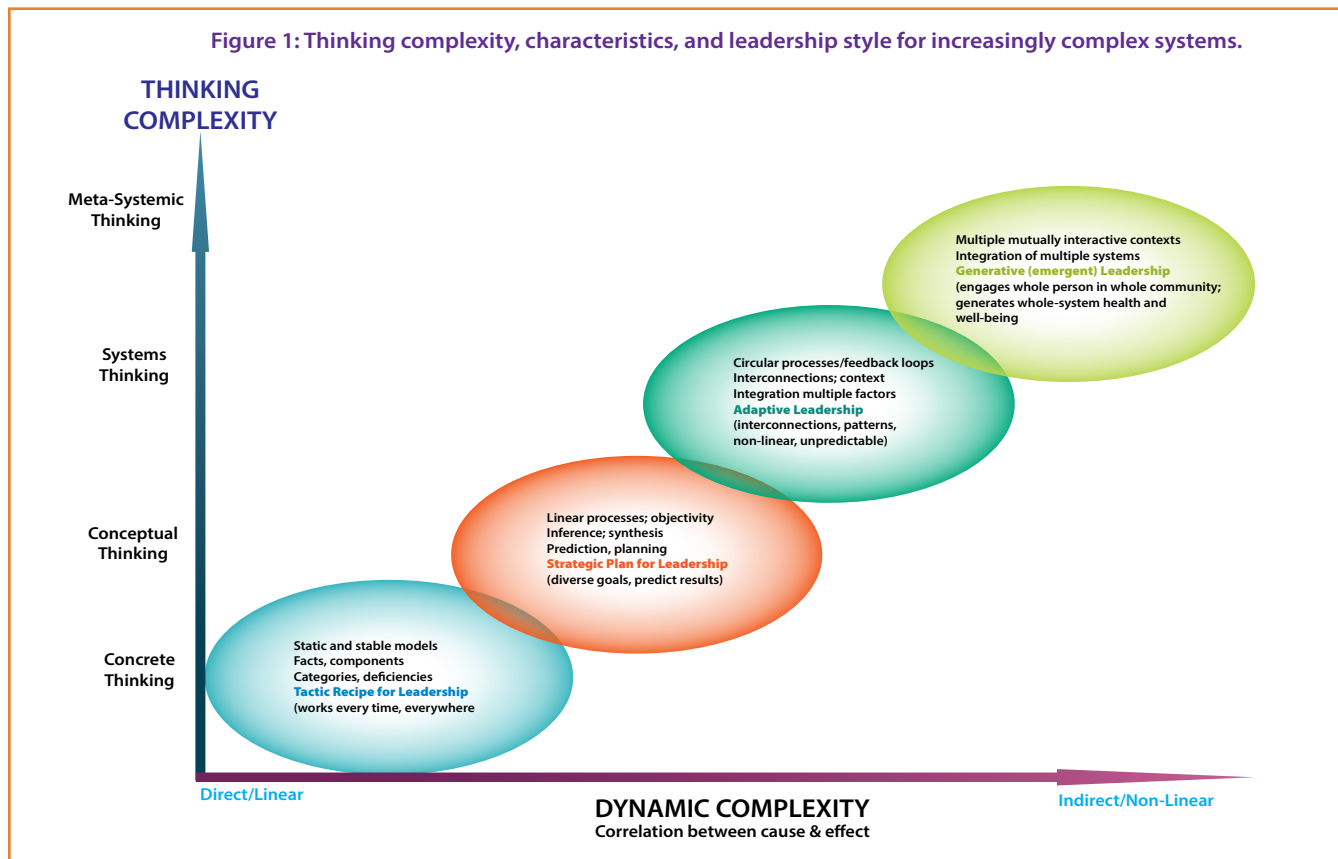 Figure 1: Thinking complexity, characteristics, and leadership style for increasingly complex systems.
THINKING
COMPLEXITY
Meta-Systemic
Thinking
Multiple mutually interactive contexts
Integration of multiple systems
Generative (emergent) Leadership
(engages whole person in whole community;
generates whole-system health and
well-being
Systems
Thinking
Circular processes/feedback loops
Interconnections; context
Integration multiple factors
Adaptive Leadership
(interconnections, patterns,
non-linear, unpredictable)
Conceptual
Thinking
Linear processes; objectivity
Inference; synthesis
Prediction, planning
Strategic Plan for Leadership
(diverse goals, predict results)
Concrete
Thinking
Static and stable models
Facts, components
Categories, deficiencies
Tactic Recipe for Leadership
(works every time, everywhere
Direct/Linear
Indirect/Non-Linear
DYNAMIC COMPLEXITY
Correlation between cause & effect